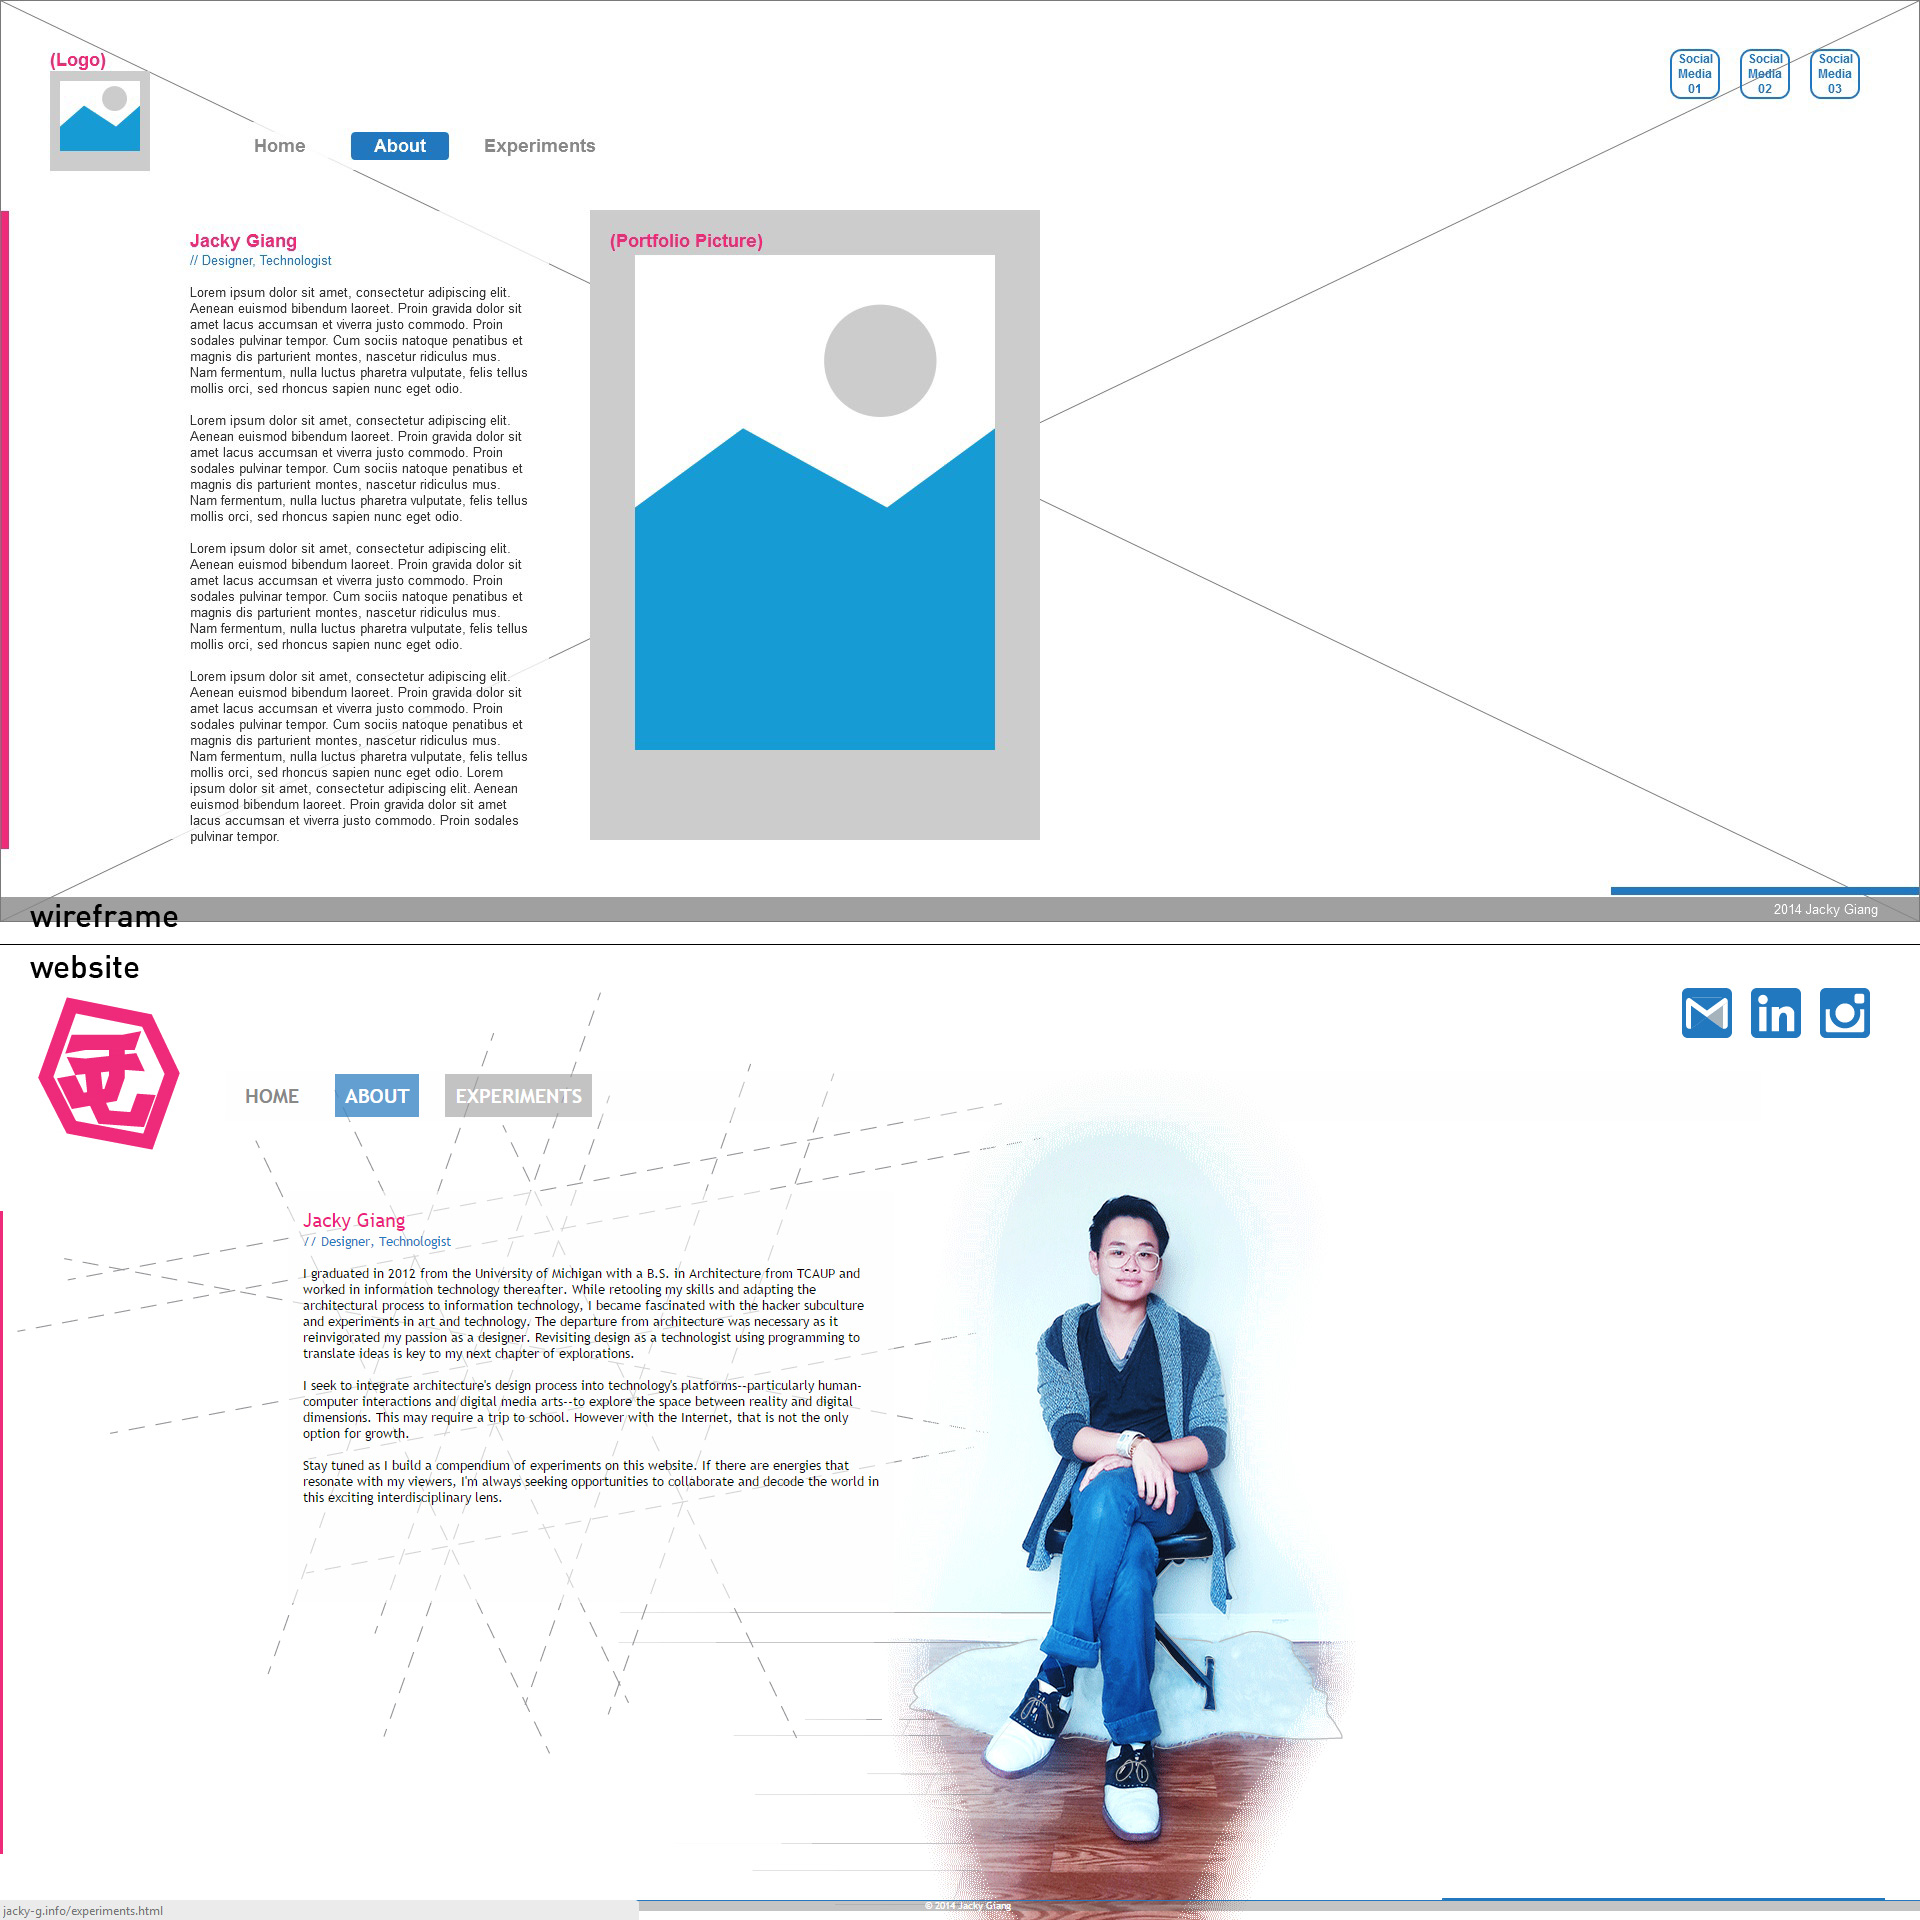 (Logo)
Social Media 01
Social Media 02
Social Media 03
Home About Experiments
Jacky Giang
// Designer, Technologist
(Portfolio Picture)
Lorem ipsum dolor sit amet, consectetur adipiscing elit.
Aenean euismod bibendum laoreet. Proin gravida dolor sit
amet lacus accumsan et viverra justo commodo. Proin
sodales pulvinar tempor. Cum sociis natoque penatibus et
magnis dis parturient montes, nascetur ridiculus mus.
Nam fermentum, nulla luctus pharetra vulputate, felis tellus
mollis orci, sed rhoncus sapien nunc eget odio.
Lorem ipsum dolor sit amet, consectetur adipiscing elit.
Aenean euismod bibendum laoreet. Proin gravida dolor sit
amet lacus accumsan et viverra justo commodo. Proin
sodales pulvinar tempor. Cum sociis natoque penatibus et
magnis dis parturient montes, nascetur ridiculus mus.
Nam fermentum, nulla luctus pharetra vulputate, felis tellus
mollis orci, sed rhoncus sapien nunc eget odio.
Lorem ipsum dolor sit amet, consectetur adipiscing elit.
Aenean euismod bibendum laoreet. Proin gravida dolor sit
amet lacus accumsan et viverra justo commodo. Proin
sodales pulvinar tempor. Cum sociis natoque penatibus et
magnis dis parturient montes, nascetur ridiculus mus.
Nam fermentum, nulla luctus pharetra vulputate, felis tellus
mollis orci, sed rhoncus sapien nunc eget odio.
Lorem ipsum dolor sit amet, consectetur adipiscing elit.
Aenean euismod bibendum laoreet. Proin gravida dolor sit
amet lacus accumsan et viverra justo commodo. Proin
sodales pulvinar tempor. Cum sociis natoque penatibus et
magnis dis parturient montes, nascetur ridiculus mus.
Nam fermentum, nulla luctus pharetra vulputate, felis tellus
mollis orci, sed rhoncus sapien nunc eget odio. Lorem
ipsum dolor sit amet, consectetur adipiscing elit. Aenean
euismod bibendum laoreet. Proin gravida dolor sit amet
lacus accumsan et viverra justo commodo. Proin sodales
pulvinar tempor.
2014 Jacky Giang
wireframe
website
in
HOME ABOUT EXPERIMENTS
Jacky Giang
// Designer, Technologist
I graduated in 2012 from the University of Michigan with a B.S. in Architecture from TCAUP and
worked in information technology thereafter. While retooling my skills and adapting the
architectural process to information technology, I became fascinated with the hacker subculture
and experiments in art and technology. The departure from architecture was necessary as it
reinvigorated my passion as a designer. Revisiting design as a technologist using programming to
translate ideas is key to my next chapter of explorations.
I seek to integrate architecture's design process into technology's platforms--particularly human-
computer interactions and digital media arts--to explore the space between reality and digital
dimensions. This may require a trip to school. However with the Internet, that is not the only
option for growth.
Stay tuned as I build a compendium of experiments on this website. If there are energies that
resonate with my viewers, I'm always seeking opportunities to collaborate and decode the world in
this exciting interdisciplinary lens.
jacky-g.info/experiments.html
© 2014 Jacky Giang